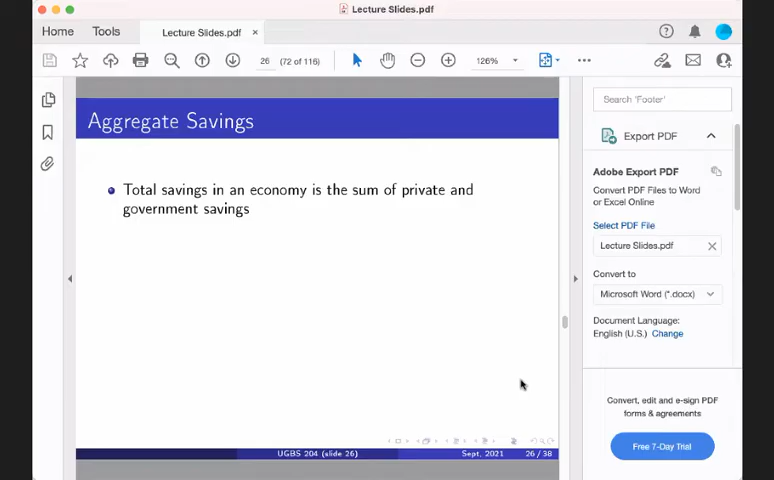 Lecture Slides.pdf
Home Tools Lecture Slides.pdf ×
26 (72 of 116) 126%
Search 'Footer'
Export PDF
Adobe Export PDF
Convert PDF Files to Word
or Excel Online
Select PDF File
Lecture Slides.pdf
Convert to
Microsoft Word (*.docx)
Document Language:
English (U.S.) Change
Convert, edit and e-sign PDF
forms & agreements
Free 7-Day Trial
Aggregate Savings
Total savings in an economy is the sum of private and
government savings
UGBS 204 (slide 26) Sept, 2021 26 / 38